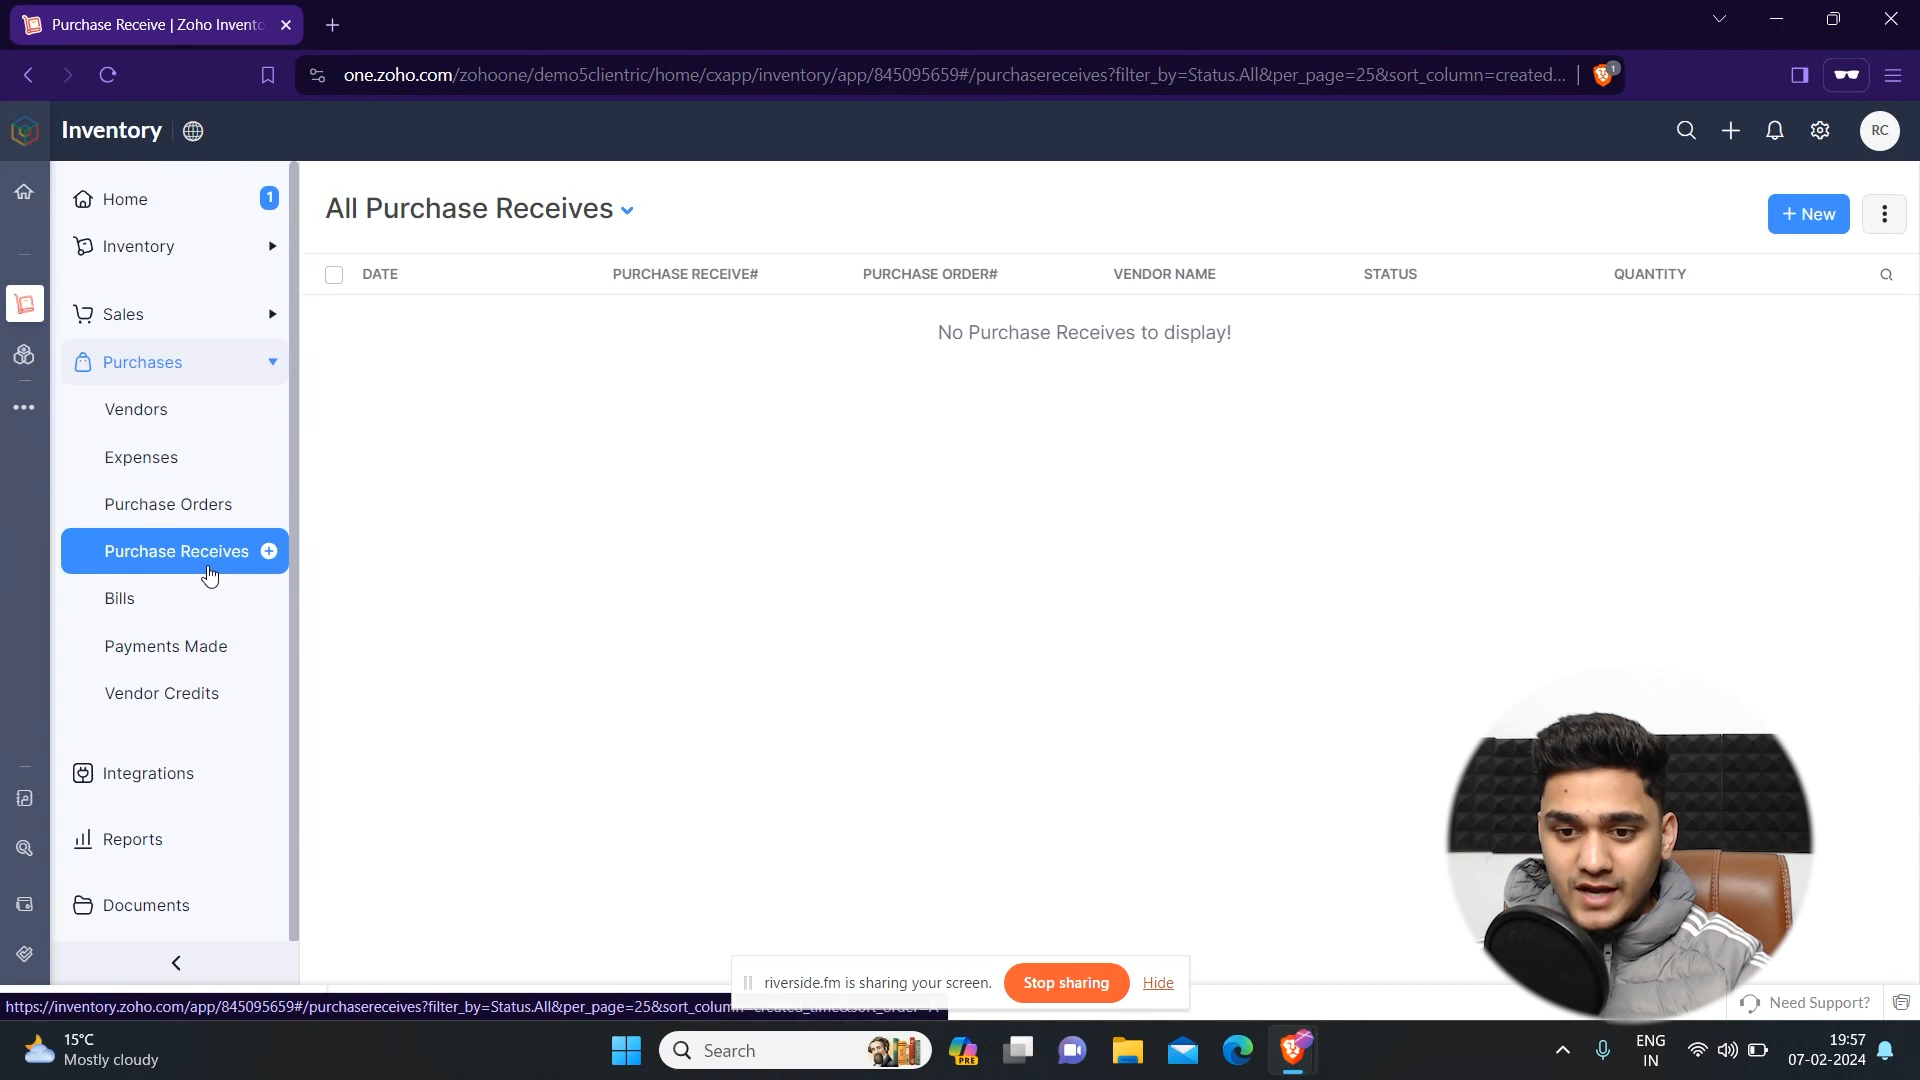 Purchase Receive | Zoho Invento
one.zoho.com/zohoone/demo5clientric/home/cxapp/inventory/app/845095659#/purchasereceives?filter_by=Status.All&per_page=25&sort_column=created...
1
Inventory
RC
Home
1
Inventory
Sales
Purchases
Vendors
Expenses
Purchase Orders
Purchase Receives
Bills
Payments Made
Vendor Credits
Integrations
Reports
Documents
All Purchase Receives
+ New
DATE PURCHASE RECEIVE# PURCHASE ORDER# VENDOR NAME STATUS QUANTITY
No Purchase Receives to display!
riverside.fm is sharing your screen. Stop sharing Hide
Need Support?
https://inventory.zoho.com/app/845095659#/purchasereceives?filter_by=Status.All&per_page=25&sort_colum
15°C
Mostly cloudy
Search
PRE
ENG
IN
19:57
07-02-2024